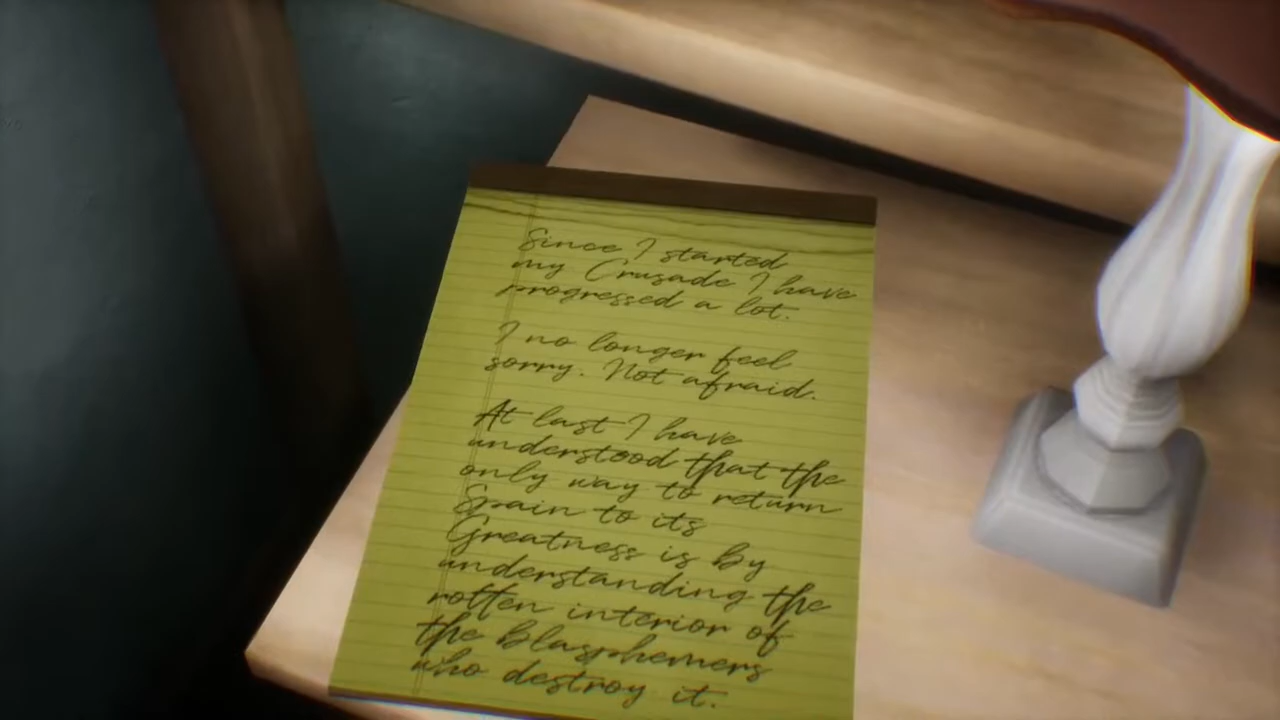 Since I started
my Crusade I have
progressed a lot.
I no longer feel
sorry. Not afraid.
At last I have
understood that the
only way to return
Spain to its
Greatness is by
understanding the
rotten interior of
the Blasphemers
who destroy it.